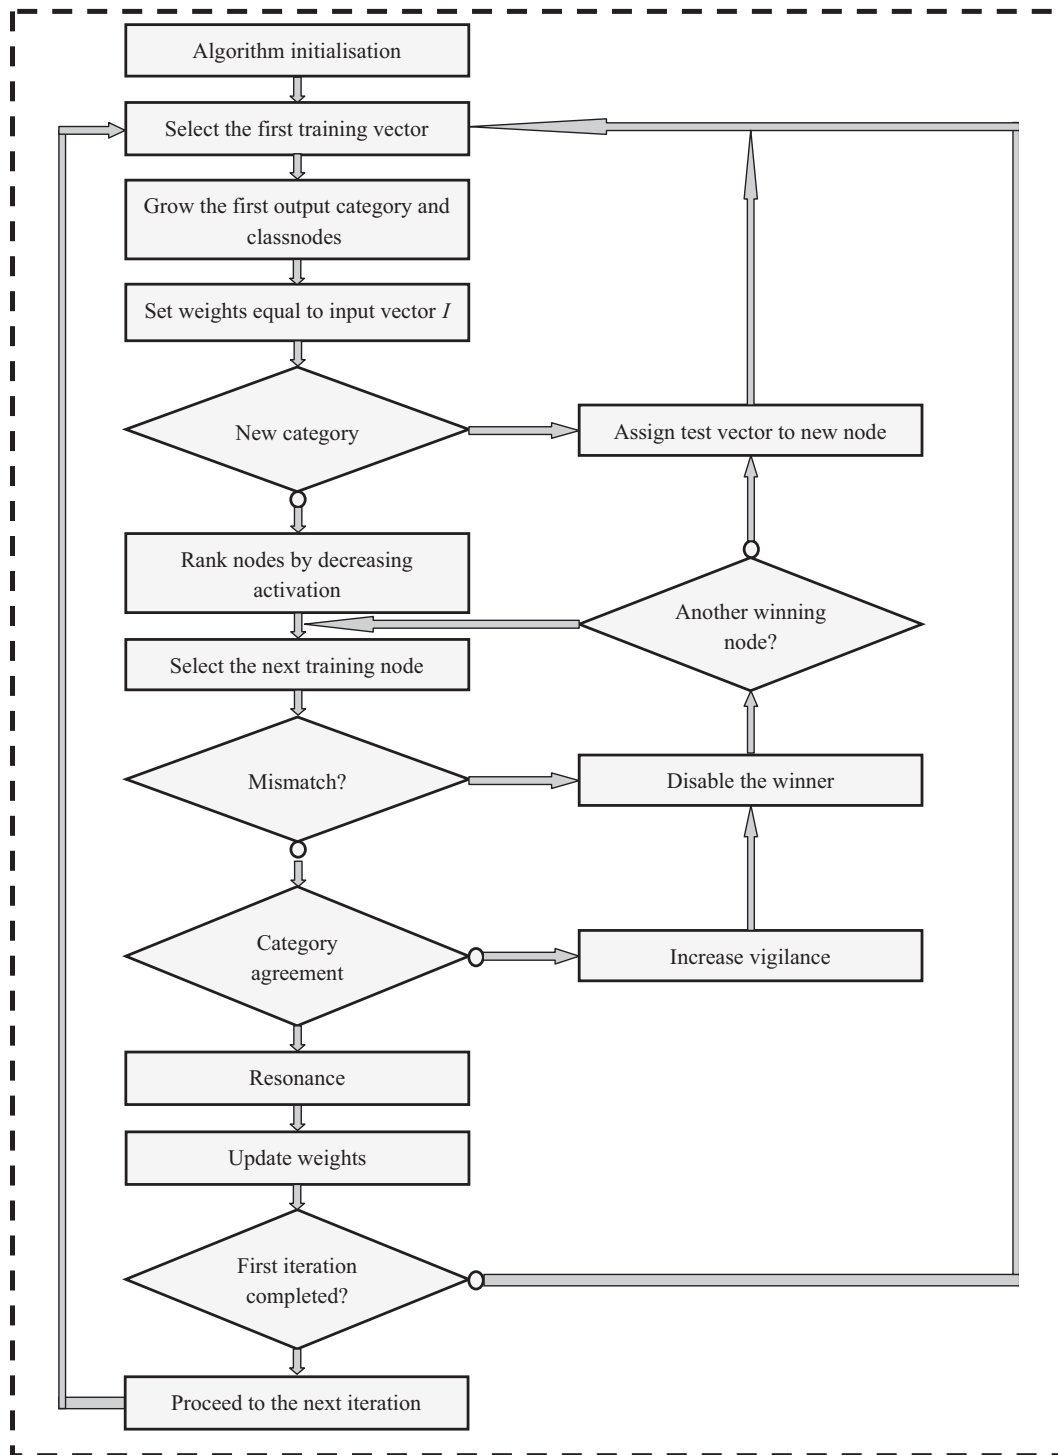 Algorithm initialisation
Select the first training vector
Grow the first output category and
classnodes
Set weights equal to input vector I
New category
Assign test vector to new node
Rank nodes by decreasing
activation
Another winning
node?
Select the next training node
Mismatch?
Disable the winner
Category
agreement
Increase vigilance
Resonance
Update weights
First iteration
completed?
Proceed to the next iteration